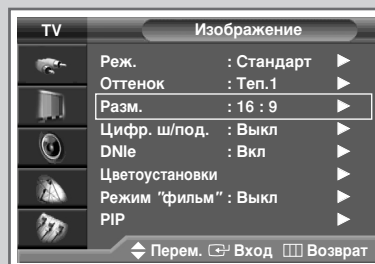 TV Изображение
Реж. : Стандарт
Оттенок : Теп.1
Разм. : 16 : 9
Цифр. ш/под. : Выкл
DNIe : Вкл
Цветоустановки
Режим "фильм" : Выкл
PIP
Перем. Вход Возврат